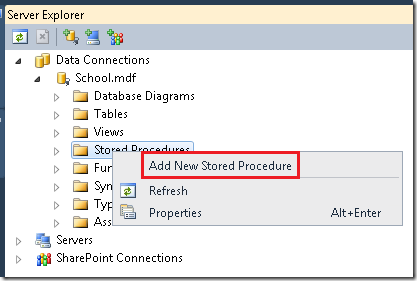 Server Explorer
Data Connections
School.mdf
Database Diagrams
Tables
Views
Stored Procedures
Add New Stored Procedure
Fun
Refresh
Syn
Properties Alt+Enter
Typ
Ass
Servers
SharePoint Connections